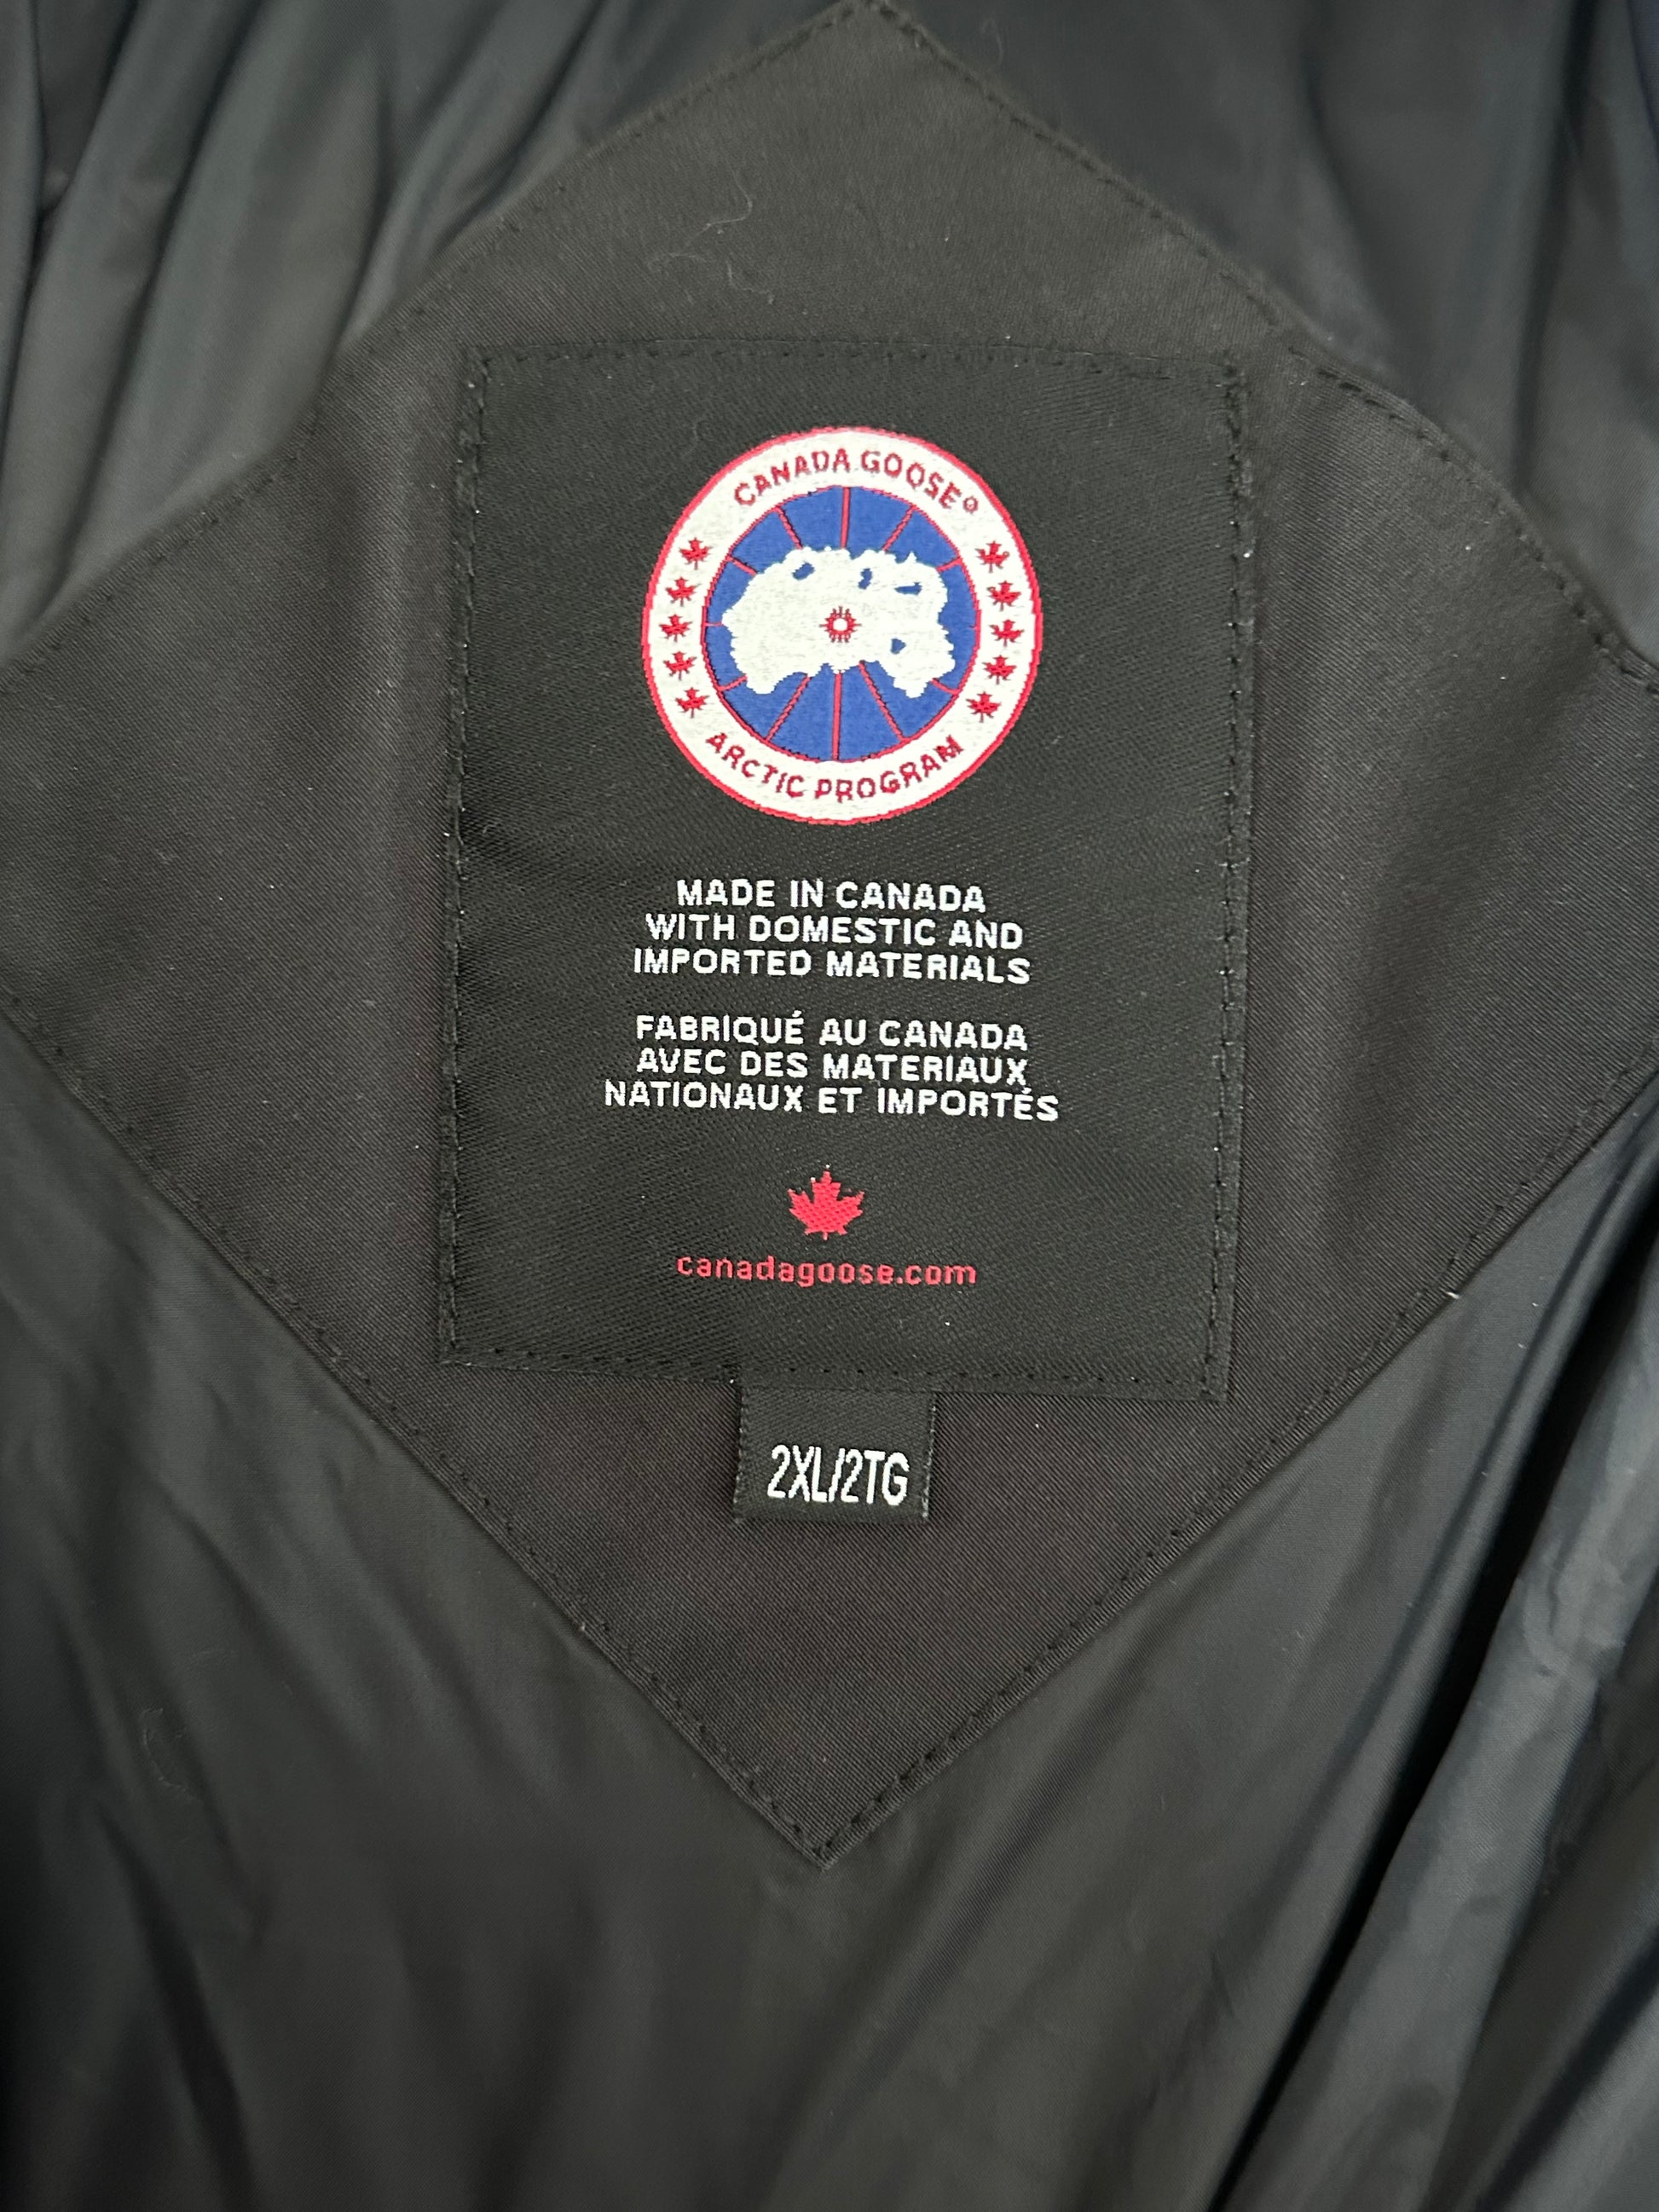 CANADA GOOSE®
ARCTIC PROGRAM
MADE IN CANADA
WITH DOMESTIC AND
IMPORTED MATERIALS
FABRIQUÉ AU CANADA
AVEC DES MATERIAUX
NATIONAUX ET IMPORTÉS
canadagoose.com
2XL/2TG